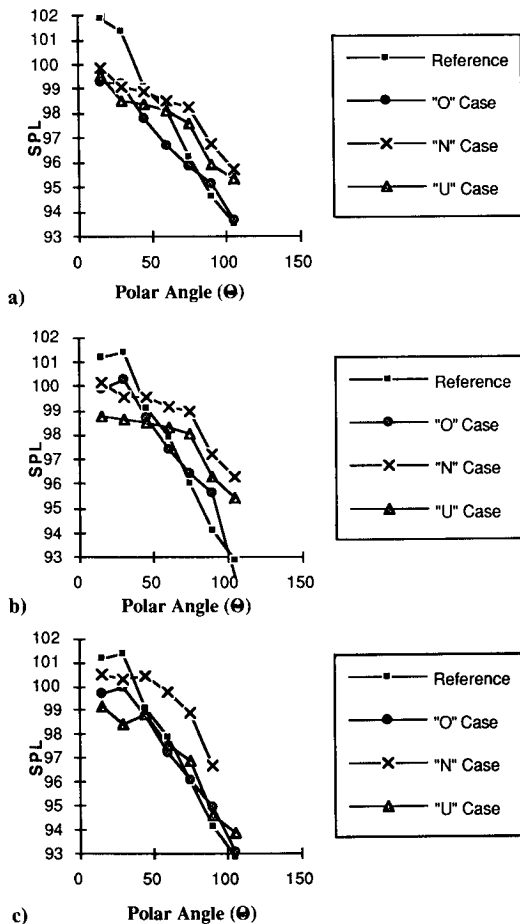 102
101
100
99
98
97
96
95
94
93
SPL
0
50
100
150
Polar Angle (Θ)
a)
Reference
"O" Case
"N" Case
"U" Case
102
101
100
99
98
97
96
95
94
93
SPL
0
50
100
150
Polar Angle (Θ)
b)
Reference
"O" Case
"N" Case
"U" Case
102
101
100
99
98
97
96
95
94
93
SPL
0
50
100
150
Polar Angle (Θ)
c)
Reference
"O" Case
"N" Case
"U" Case